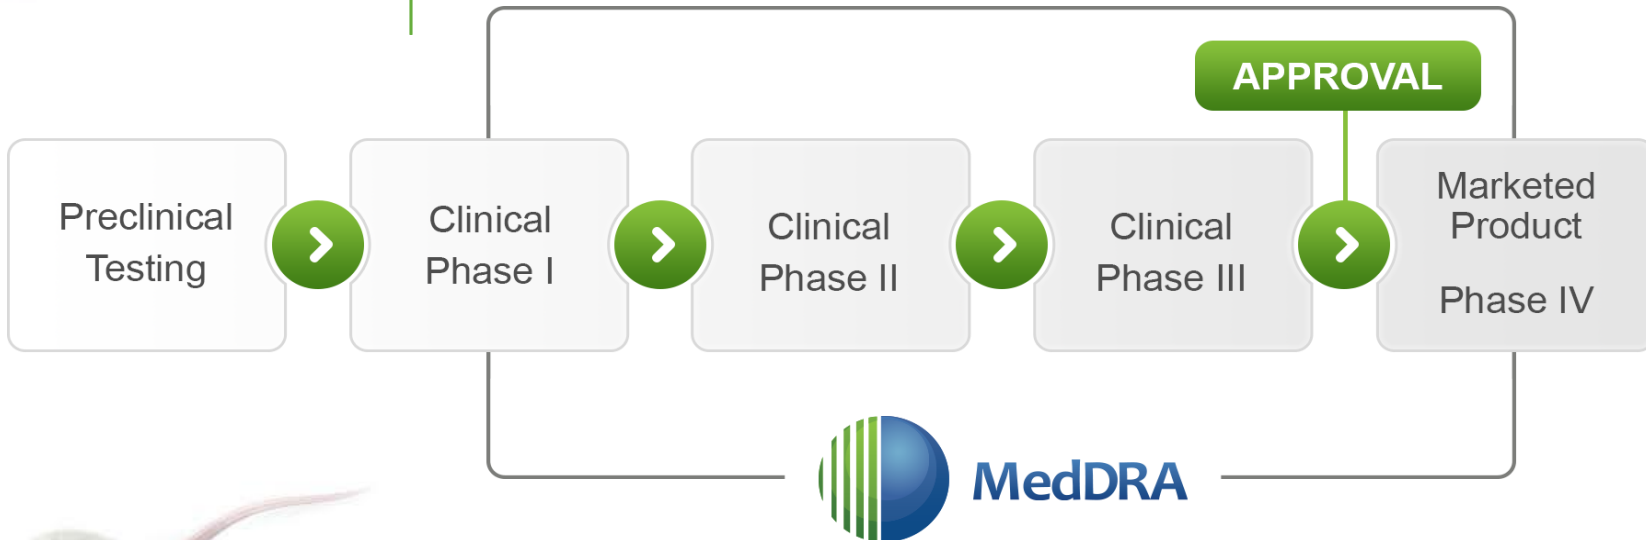 APPROVAL
Preclinical
Testing
Clinical
Phase I
Clinical
Phase II
Clinical
Phase III
Marketed
Product
Phase IV
MedDRA